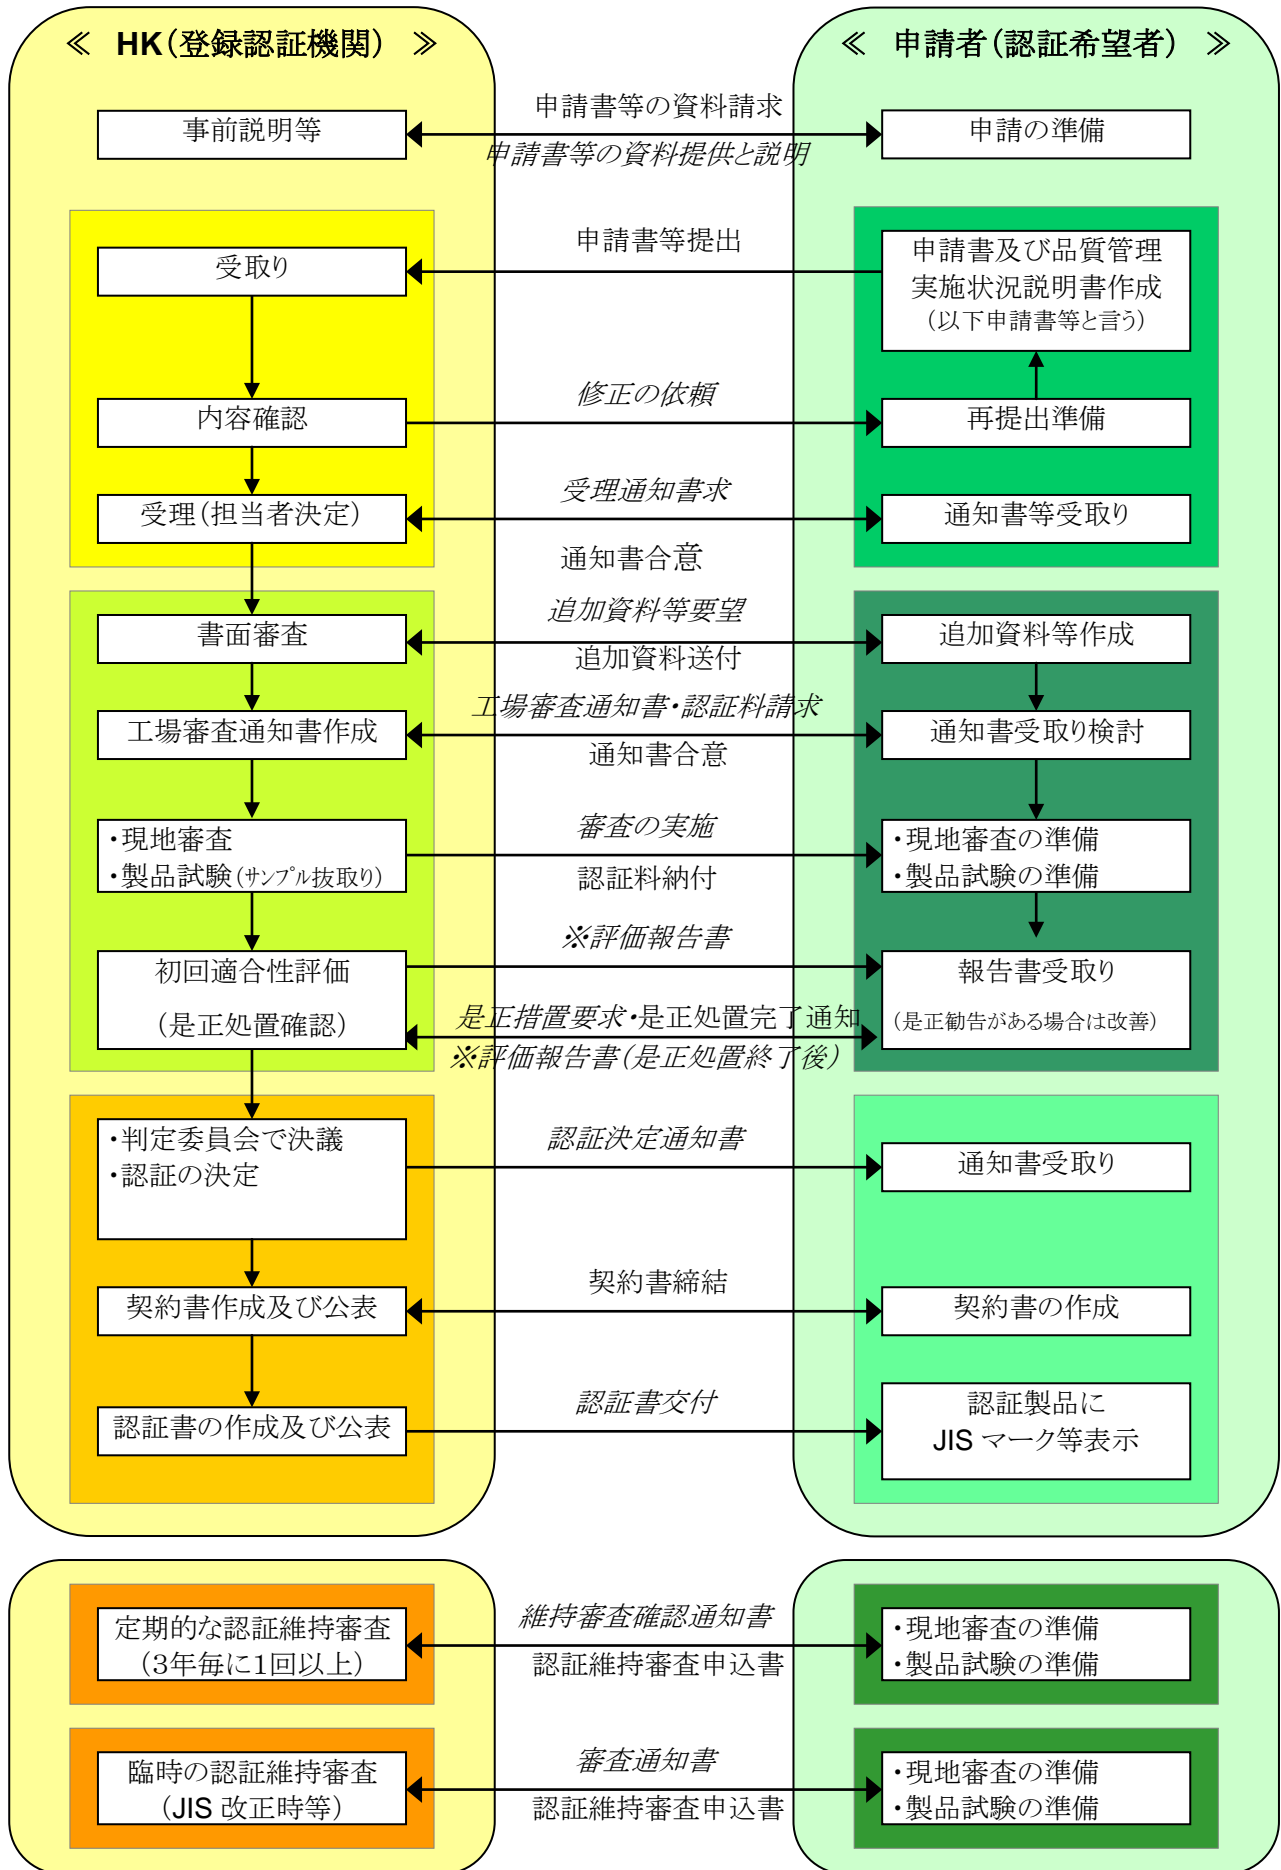 ≪ HK(登録認証機関) ≫
≪ 申請者(認証希望者) ≫
事前説明等
申請書等の資料請求
申請書等の資料提供と説明
申請の準備
受取り
申請書等提出
申請書及び品質管理
実施状況説明書作成
(以下申請書等と言う)
内容確認
修正の依頼
再提出準備
受理(担当者決定)
受理通知書求
通知書合意
通知書等受取り
書面審査
追加資料等要望
追加資料送付
追加資料等作成
工場審査通知書作成
工場審査通知書・認証料請求
通知書合意
通知書受取り検討
・現地審査
・製品試験(サンプル抜取り)
審査の実施
認証料納付
・現地審査の準備
・製品試験の準備
初回適合性評価
(是正処置確認)
※評価報告書
是正措置要求・是正処置完了通知
※評価報告書(是正処置終了後)
報告書受取り
(是正勧告がある場合は改善)
・判定委員会で決議
・認証の決定
認証決定通知書
通知書受取り
契約書作成及び公表
契約書締結
契約書の作成
認証書の作成及び公表
認証書交付
認証製品に
JIS マーク等表示
定期的な認証維持審査
(3年毎に1回以上)
維持審査確認通知書
認証維持審査申込書
・現地審査の準備
・製品試験の準備
臨時の認証維持審査
(JIS 改正時等)
審査通知書
認証維持審査申込書
・現地審査の準備
・製品試験の準備